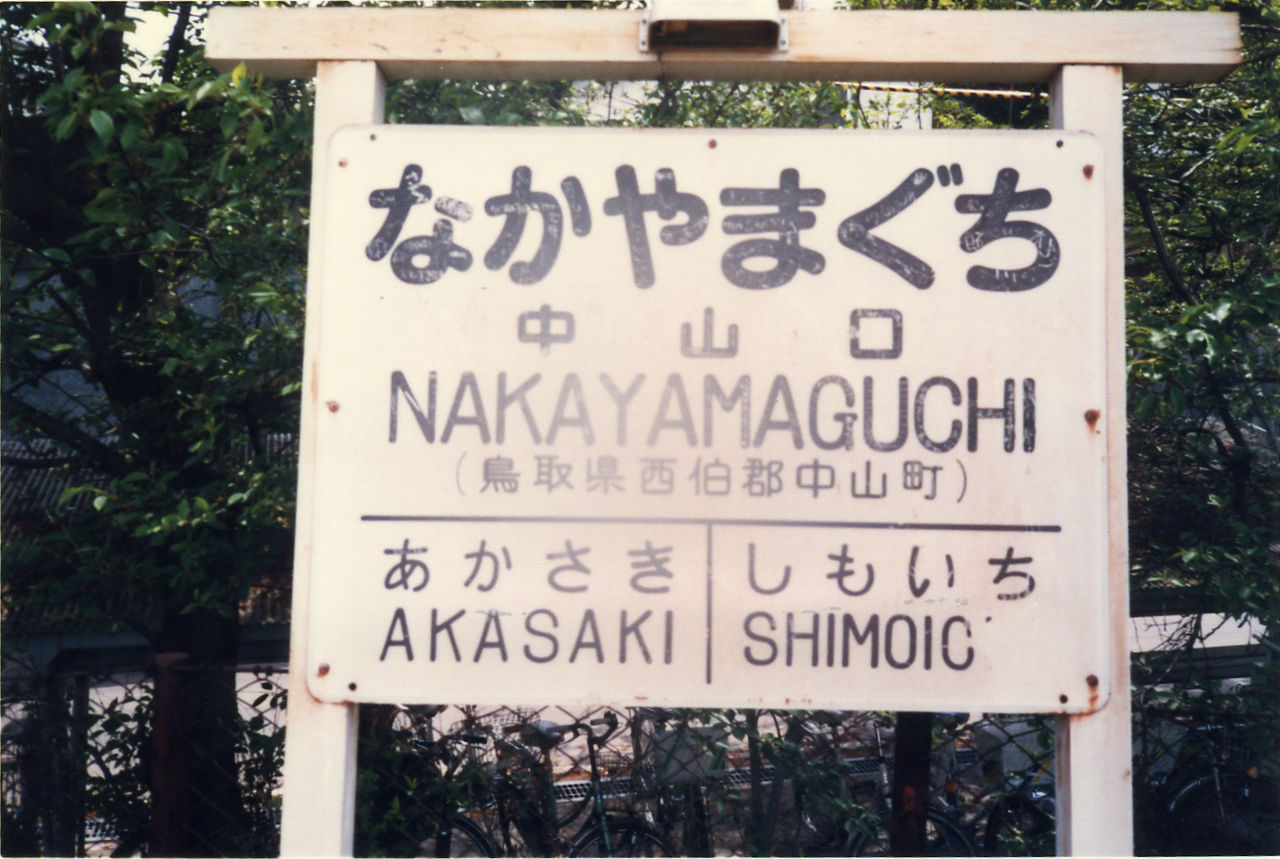 なかやまぐち
中山口
NAKAYAMAGUCHI
(鳥取県西伯郡中山町)
あかさき
しもいち
AKASAKI
SHIMOIC